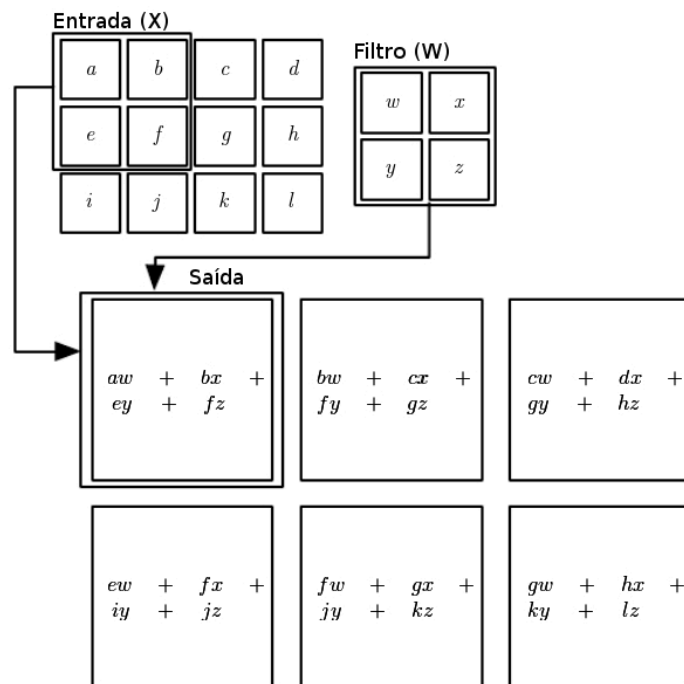 Entrada (X)
Filtro (W)
a b c d
w x
e f g h
y z
i j k l
Saída
aw + bx +
ey + fz
bw + cx +
fy + gz
cw + dx +
gy + hz
ew + fx +
iy + jz
fw + gx +
jy + kz
gw + hx +
ky + lz